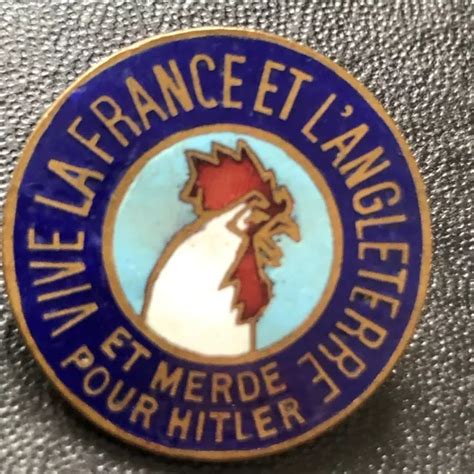 VIVE LA FRANCE ET L'ANGLETERRE
ET MERDE
POUR HITLER